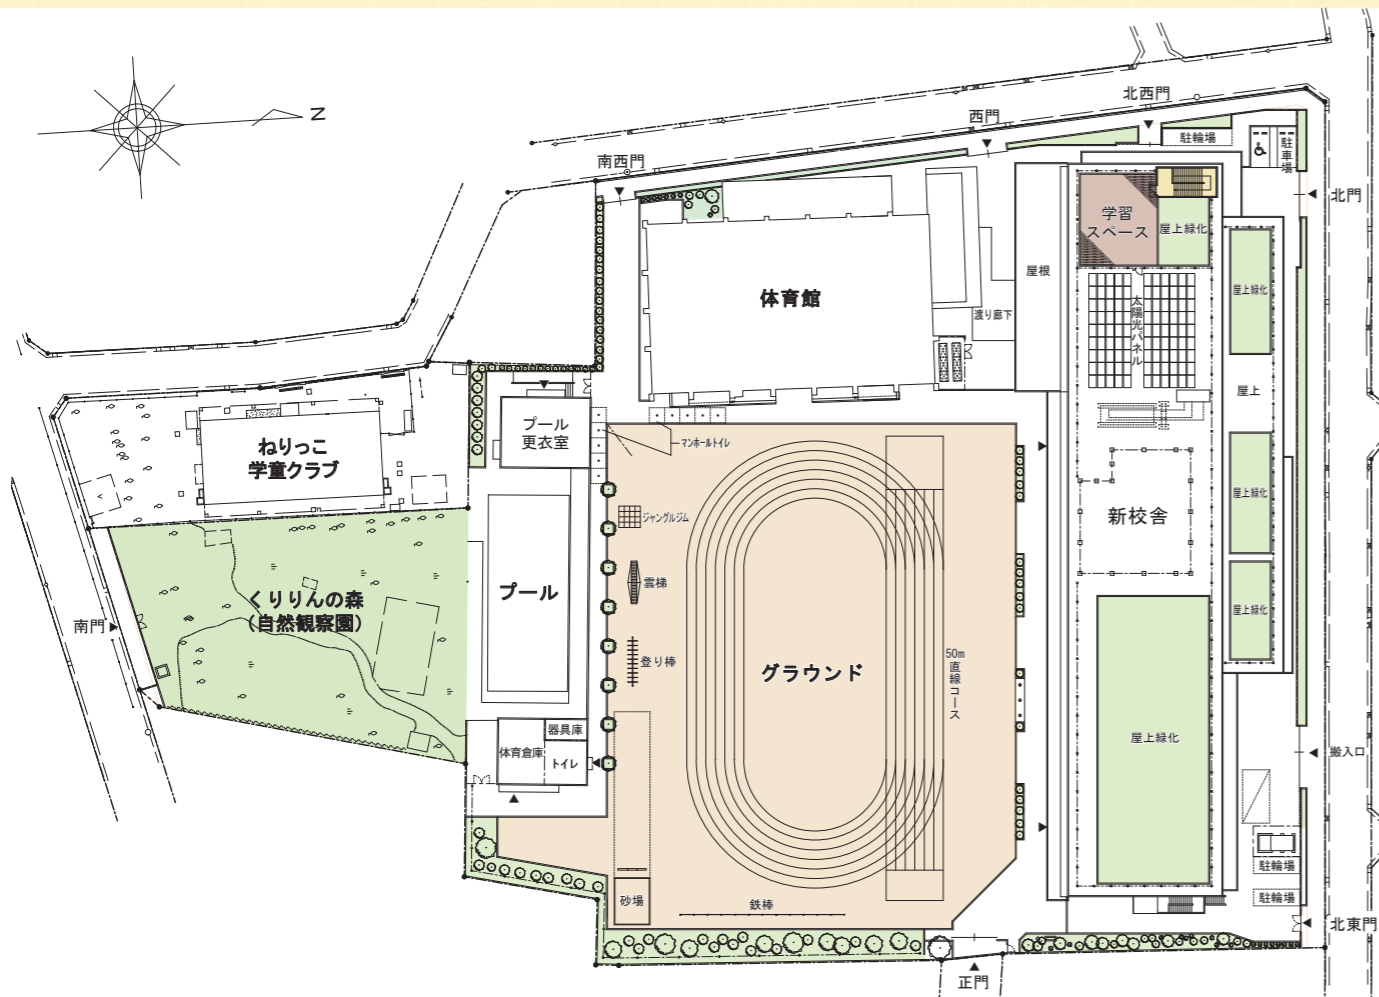 N
北西門
西門
南西門
駐輪場
駐車場
北門
学習
スペース
屋上緑化
屋根
屋上緑化
体育館
太陽光パネル
渡り廊下
屋上
プール
更衣室
マンホールトイレ
ねりっこ
学童クラブ
屋上緑化
ジャングルジム
新校舎
雲梯
プール
くりりんの森
(自然観察園)
屋上緑化
南門
登り棒
グラウンド
50m
直線コース
器具庫
体育倉庫
トイレ
屋上緑化
搬入口
駐輪場
砂場
鉄棒
駐輪場
北東門
正門